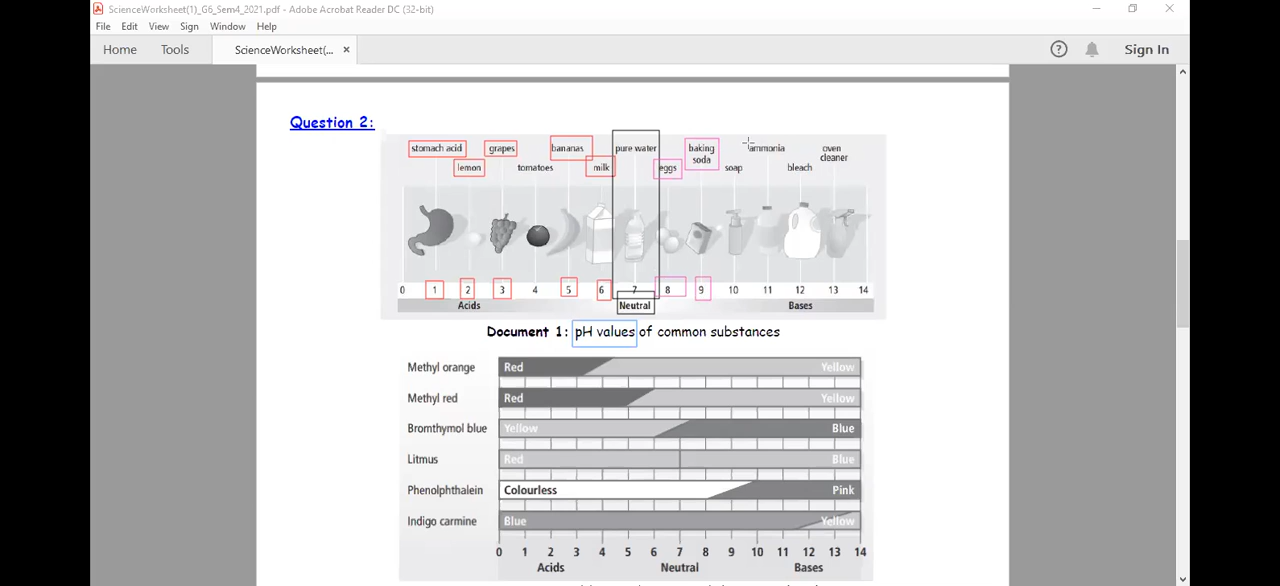 ScienceWorksheet(1)_G6_Sem4_2021.pdf - Adobe Acrobat Reader DC (32-bit)
File Edit View Sign Window Help
Home Tools ScienceWorksheet(... × Sign In
Question 2:
stomach acid grapes bananas pure water baking soda ammonia oven cleaner
lemon tomatoes milk eggs soap bleach
0 1 2 3 4 5 6 7 8 9 10 11 12 13 14
Acids Neutral Bases
Document 1: pH values of common substances
Methyl orange Red Yellow
Methyl red Red Yellow
Bromthymol blue Yellow Blue
Litmus Red Blue
Phenolphthalein Colourless Pink
Indigo carmine Blue Yellow
0 1 2 3 4 5 6 7 8 9 10 11 12 13 14
Acids Neutral Bases